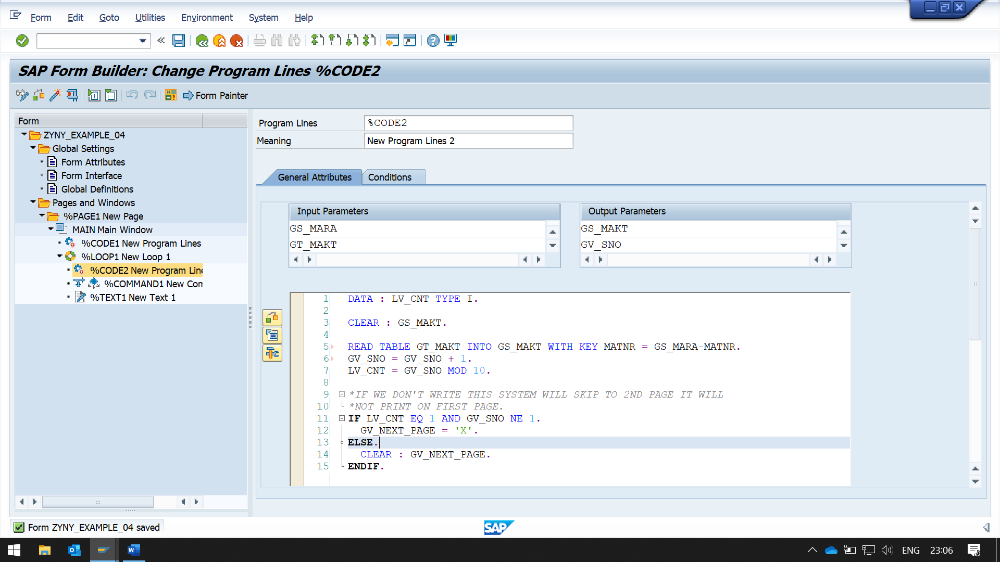 Form Edit Goto Utilities Environment System Help
SAP Form Builder: Change Program Lines %CODE2
Form Painter
Form
ZYNY_EXAMPLE_04
Global Settings
Form Attributes
Form Interface
Global Definitions
Pages and Windows
%PAGE1 New Page
MAIN Main Window
%CODE1 New Program Lines
%LOOP1 New Loop 1
%CODE2 New Program Line
%COMMAND1 New Com
%TEXT1 New Text 1
Program Lines %CODE2
Meaning New Program Lines 2
General Attributes Conditions
Input Parameters
GS_MARA
GT_MAKT
Output Parameters
GS_MAKT
GV_SNO
1 DATA : LV_CNT TYPE I.
2
3 CLEAR : GS_MAKT.
4
5 READ TABLE GT_MAKT INTO GS_MAKT WITH KEY MATNR = GS_MARA-MATNR.
6 GV_SNO = GV_SNO + 1.
7 LV_CNT = GV_SNO MOD 10.
8
9 *IF WE DON'T WRITE THIS SYSTEM WILL SKIP TO 2ND PAGE IT WILL
10 *NOT PRINT ON FIRST PAGE.
11 IF LV_CNT EQ 1 AND GV_SNO NE 1.
12 GV_NEXT_PAGE = 'X'.
13 ELSE.
14 CLEAR : GV_NEXT_PAGE.
15 ENDIF.
Form ZYNY_EXAMPLE_04 saved
SAP
ENG 23:06